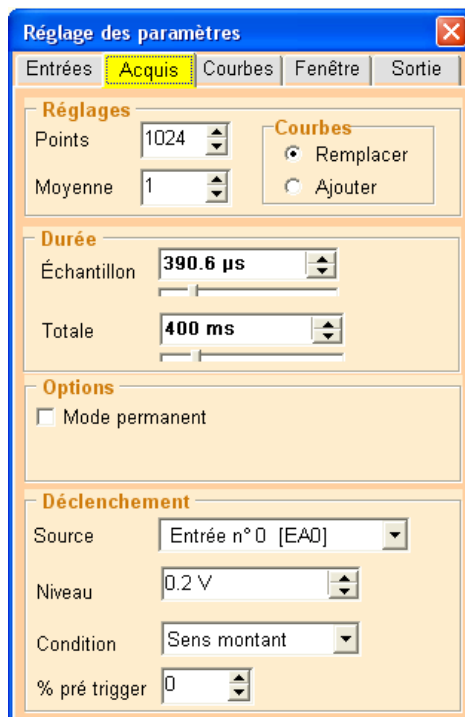 Réglage des paramètres
Entrées Acquis Courbes Fenêtre Sortie
Réglages
Points 1024
Moyenne 1
Courbes
Remplacer
Ajouter
Durée
Échantillon 390.6 µs
Totale 400 ms
Options
Mode permanent
Déclenchement
Source Entrée n° 0 [EA0]
Niveau 0.2 V
Condition Sens montant
% pré trigger 0